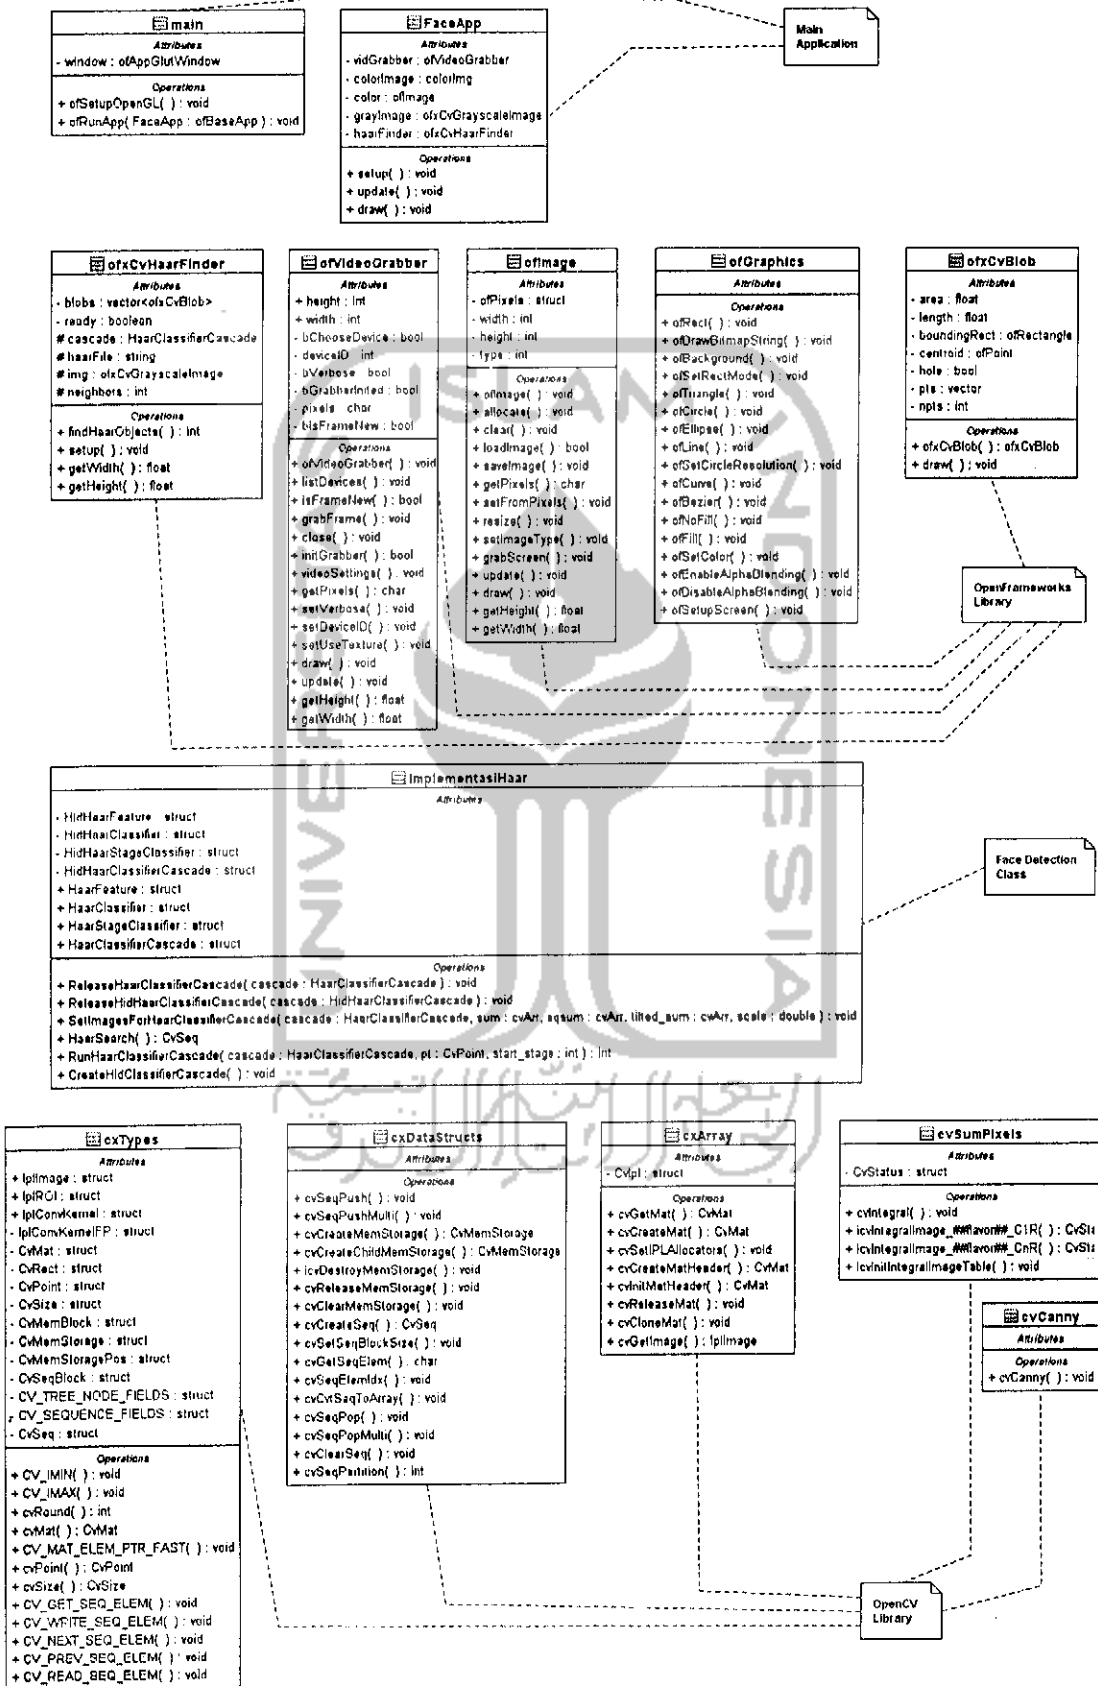 main
Attributes
- window : ofAppGlutWindow
Operations
+ ofSetupOpenGL( ) : void
+ ofRunApp( FaceApp : ofBaseApp ) : void
FaceApp
Attributes
- vidGrabber : ofVideoGrabber
- colorImage : colorImg
- color : ofImage
- grayImage : ofxCvGrayscaleImage
- haarFinder : ofxCvHaarFinder
Operations
+ setup( ) : void
+ update( ) : void
+ draw( ) : void
Main
Application
ofxCvHaarFinder
Attributes
- blobs : vector<ofxCvBlob>
- ready : boolean
# cascade : HaarClassifierCascade
# haarFile : string
# img : ofxCvGrayscaleImage
# neighbors : int
Operations
+ findHaarObjects( ) : int
+ setup( ) : void
+ getWidth( ) : float
+ getHeight( ) : float
ofVideoGrabber
Attributes
+ height : int
+ width : int
- bChooseDevice : bool
- deviceID : int
- bVerbose : bool
- bGrabberInited : bool
- pixels : char
- bIsFrameNew : bool
Operations
+ ofVideoGrabber( ) : void
+ listDevices( ) : void
+ isFrameNew( ) : bool
+ grabFrame( ) : void
+ close( ) : void
+ initGrabber( ) : bool
+ videoSettings( ) : void
+ getPixels( ) : char
+ setVerbose( ) : void
+ setDeviceID( ) : void
+ setUseTexture( ) : void
+ draw( ) : void
+ update( ) : void
+ getHeight( ) : float
+ getWidth( ) : float
ofImage
Attributes
- ofPixels : struct
- width : int
- height : int
- type : int
Operations
+ ofImage( ) : void
+ allocate( ) : void
+ clear( ) : void
+ loadImage( ) : bool
+ saveImage( ) : void
+ getPixels( ) : char
+ setFromPixels( ) : void
+ resize( ) : void
+ setImageType( ) : void
+ grabScreen( ) : void
+ update( ) : void
+ draw( ) : void
+ getHeight( ) : float
+ getWidth( ) : float
ofGraphics
Attributes
Operations
+ ofRect( ) : void
+ ofDrawBitmapString( ) : void
+ ofBackground( ) : void
+ ofSetRectMode( ) : void
+ ofTriangle( ) : void
+ ofCircle( ) : void
+ ofEllipse( ) : void
+ ofLine( ) : void
+ ofSetCircleResolution( ) : void
+ ofCurve( ) : void
+ ofBezier( ) : void
+ ofNoFill( ) : void
+ ofFill( ) : void
+ ofSetColor( ) : void
+ ofEnableAlphaBlending( ) : void
+ ofDisableAlphaBlending( ) : void
+ ofSetupScreen( ) : void
ofxCvBlob
Attributes
- area : float
- length : float
- boundingRect : ofRectangle
- centroid : ofPoint
- hole : bool
- pts : vector
- npts : int
Operations
+ ofxCvBlob( ) : ofxCvBlob
+ draw( ) : void
OpenFrameworks
Library
ISLAM
UNIVERSITAS
INDONESIA
ImplementasiHaar
Attributes
- HidHaarFeature : struct
- HidHaarClassifier : struct
- HidHaarStageClassifier : struct
- HidHaarClassifierCascade : struct
+ HaarFeature : struct
+ HaarClassifier : struct
+ HaarStageClassifier : struct
+ HaarClassifierCascade : struct
Operations
+ ReleaseHaarClassifierCascade( cascade : HaarClassifierCascade ) : void
+ ReleaseHidHaarClassifierCascade( cascade : HidHaarClassifierCascade ) : void
+ SetImagesForHaarClassifierCascade( cascade : HaarClassifierCascade, sum : cvArr, sqsum : cvArr, tilted_sum : cvArr, scale : double ) : void
+ HaarSearch( ) : CvSeq
+ RunHaarClassifierCascade( cascade : HaarClassifierCascade, pt : CvPoint, start_stage : int ) : int
+ CreateHidClassifierCascade( ) : void
Face Detection
Class
cxTypes
Attributes
+ IplImage : struct
+ IplROI : struct
+ IplConvKernel : struct
- IplConvKernelFP : struct
- CvMat : struct
- CvRect : struct
- CvPoint : struct
- CvSize : struct
- CvMemBlock : struct
- CvMemStorage : struct
- CvMemStoragePos : struct
- CvSeqBlock : struct
- CV_TREE_NODE_FIELDS : struct
- CV_SEQUENCE_FIELDS : struct
- CvSeq : struct
Operations
+ CV_IMIN( ) : void
+ CV_IMAX( ) : void
+ cvRound( ) : int
+ cvMat( ) : CvMat
+ CV_MAT_ELEM_PTR_FAST( ) : void
+ cvPoint( ) : CvPoint
+ cvSize( ) : CvSize
+ CV_GET_SEQ_ELEM( ) : void
+ CV_WRITE_SEQ_ELEM( ) : void
+ CV_NEXT_SEQ_ELEM( ) : void
+ CV_PREV_SEQ_ELEM( ) : void
+ CV_READ_SEQ_ELEM( ) : void
cxDataStructs
Attributes
Operations
+ cvSeqPush( ) : void
+ cvSeqPushMulti( ) : void
+ cvCreateMemStorage( ) : CvMemStorage
+ cvCreateChildMemStorage( ) : CvMemStorage
+ icvDestroyMemStorage( ) : void
+ cvReleaseMemStorage( ) : void
+ cvClearMemStorage( ) : void
+ cvCreateSeq( ) : CvSeq
+ cvSetSeqBlockSize( ) : void
+ cvGetSeqElem( ) : char
+ cvSeqElemIdx( ) : void
+ cvCvtSeqToArray( ) : void
+ cvSeqPop( ) : void
+ cvSeqPopMulti( ) : void
+ cvClearSeq( ) : void
+ cvSeqPartition( ) : int
cxArray
Attributes
- CvIpl : struct
Operations
+ cvGetMat( ) : CvMat
+ cvCreateMat( ) : CvMat
+ cvSetIPLAllocators( ) : void
+ cvCreateMatHeader( ) : CvMat
+ cvInitMatHeader( ) : CvMat
+ cvReleaseMat( ) : void
+ cvCloneMat( ) : void
+ cvGetImage( ) : IplImage
cvSumPixels
Attributes
- CvStatus : struct
Operations
+ cvIntegral( ) : void
+ icvIntegralImage_##flavor##_C1R( ) : CvSta
+ icvIntegralImage_##flavor##_CnR( ) : CvSta
+ icvInitIntegralImageTable( ) : void
cvCanny
Attributes
Operations
+ cvCanny( ) : void
OpenCV
Library